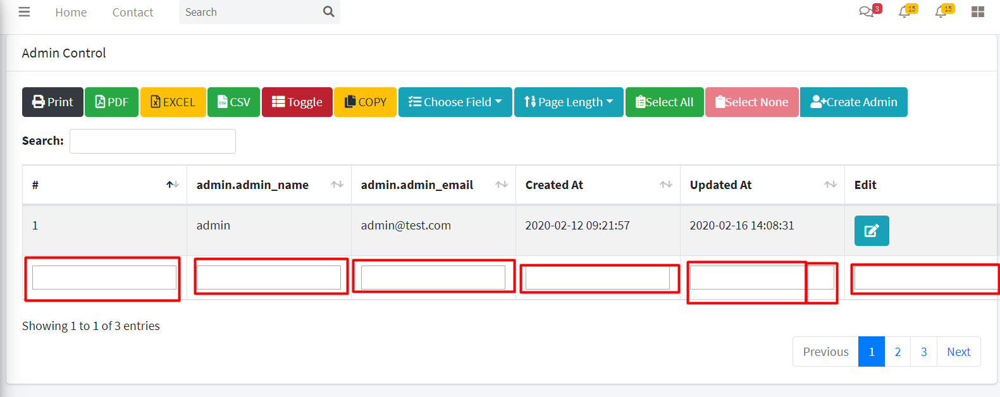 Home Contact Search 3 15 15
Admin Control
Print PDF EXCEL CSV Toggle COPY Choose Field Page Length Select All Select None Create Admin
Search:
# admin.admin_name admin.admin_email Created At Updated At Edit
1 admin admin@test.com 2020-02-12 09:21:57 2020-02-16 14:08:31
Showing 1 to 1 of 3 entries
Previous 1 2 3 Next